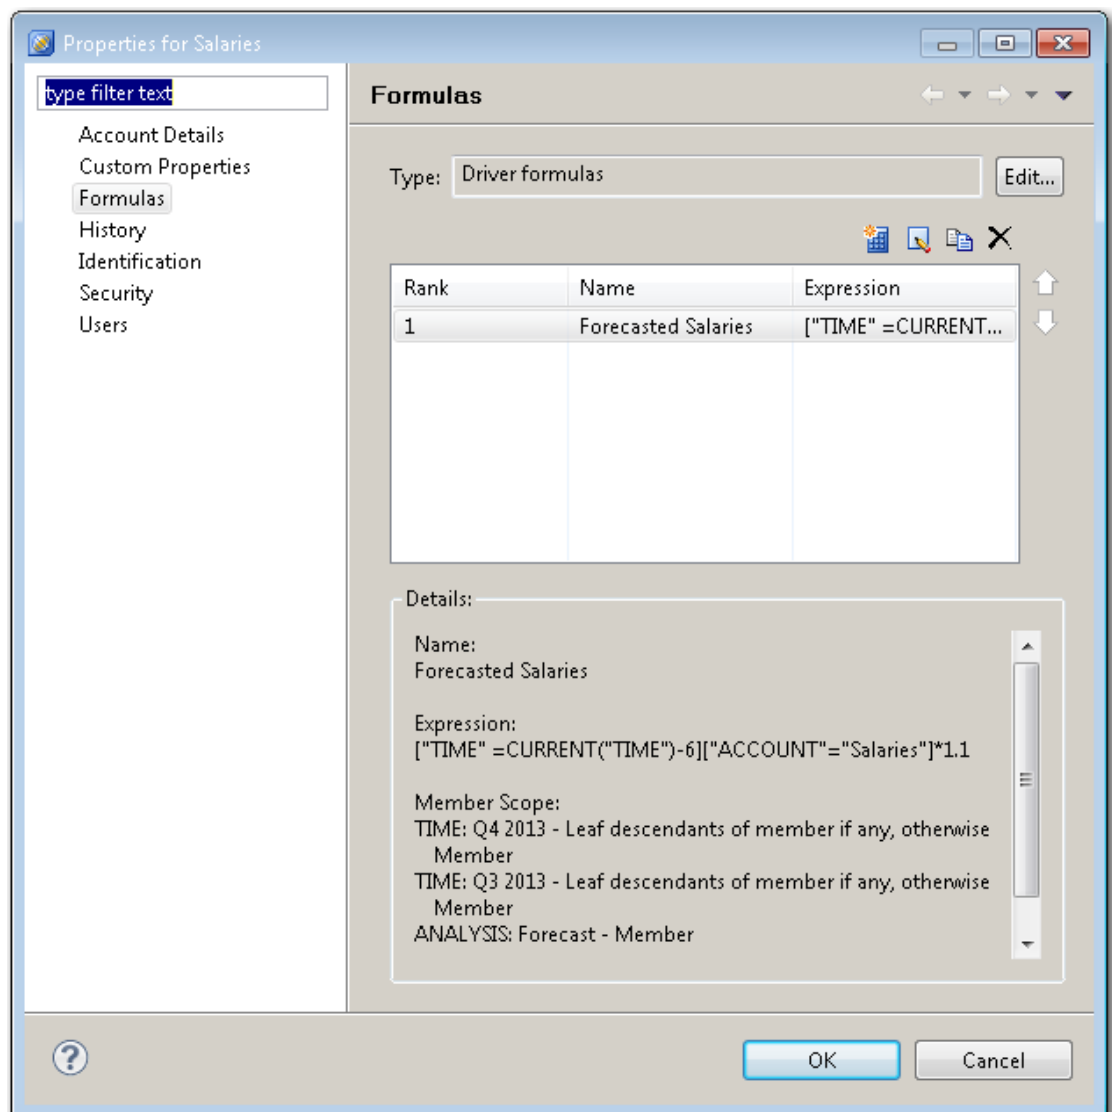 Properties for Salaries
type filter text
Account Details
Custom Properties
Formulas
History
Identification
Security
Users
Formulas
Type: Driver formulas Edit...
Rank Name Expression
1 Forecasted Salaries ["TIME" =CURRENT...
Details:
Name:
Forecasted Salaries
Expression:
["TIME" =CURRENT("TIME")-6]["ACCOUNT"="Salaries"]*1.1
Member Scope:
TIME: Q4 2013 - Leaf descendants of member if any, otherwise
Member
TIME: Q3 2013 - Leaf descendants of member if any, otherwise
Member
ANALYSIS: Forecast - Member
? OK Cancel